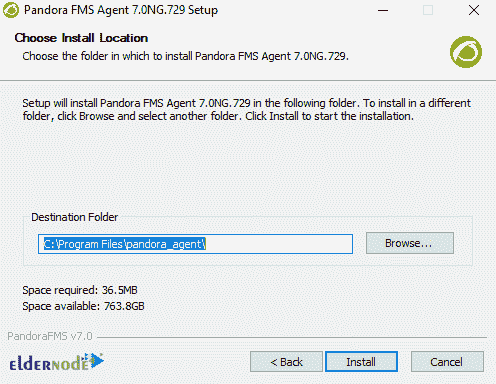 Pandora FMS Agent 7.0NG.729 Setup
Choose Install Location
Choose the folder in which to install Pandora FMS Agent 7.0NG.729.
Setup will install Pandora FMS Agent 7.0NG.729 in the following folder. To install in a different
folder, click Browse and select another folder. Click Install to start the installation.
Destination Folder
C:\Program Files\pandora_agent\
Browse...
Space required: 36.5MB
Space available: 763.8GB
PandoraFMS v7.0
eldernode
< Back
Install
Cancel